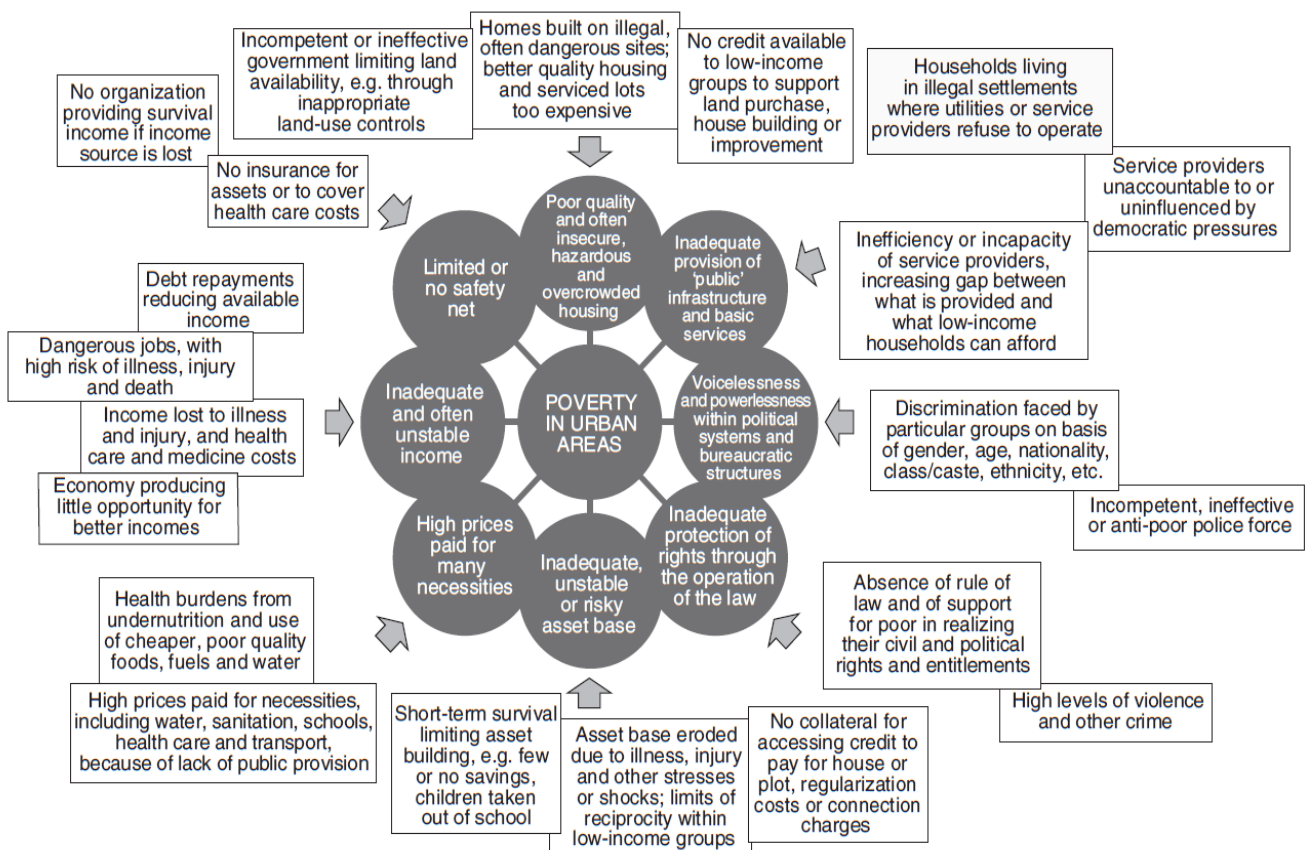 Homes built on illegal,
often dangerous sites;
better quality housing
and serviced lots
too expensive
Incompetent or ineffective
government limiting land
availability, e.g. through
inappropriate
land-use controls
No credit available
to low-income
groups to support
land purchase,
house building or
improvement
Households living
in illegal settlements
where utilities or service
providers refuse to operate
No organization
providing survival
income if income
source is lost
No insurance for
assets or to cover
health care costs
Service providers
unaccountable to or
uninfluenced by
democratic pressures
Inefficiency or incapacity
of service providers,
increasing gap between
what is provided and
what low-income
households can afford
Poor quality
and often
insecure,
hazardous
and
overcrowded
housing
Limited or
no safety
net
Inadequate
provision of
‘public’
infrastructure
and basic
services
Debt repayments
reducing available
income
Dangerous jobs, with
high risk of illness, injury
and death
Income lost to illness
and injury, and health
care and medicine costs
Economy producing
little opportunity for
better incomes
Inadequate
and often
unstable
income
POVERTY
IN URBAN
AREAS
Voicelessness
and powerlessness
within political
systems and
bureaucratic
structures
Discrimination faced by
particular groups on basis
of gender, age, nationality,
class/caste, ethnicity, etc.
Incompetent, ineffective
or anti-poor police force
High prices
paid for
many
necessities
Inadequate,
unstable
or risky
asset base
Inadequate
protection of
rights through
the operation
of the law
Health burdens from
undernutrition and use
of cheaper, poor quality
foods, fuels and water
High prices paid for necessities,
including water, sanitation, schools,
health care and transport,
because of lack of public provision
Absence of rule of
law and of support
for poor in realizing
their civil and political
rights and entitlements
High levels of violence
and other crime
Short-term survival
limiting asset
building, e.g. few
or no savings,
children taken
out of school
Asset base eroded
due to illness, injury
and other stresses
or shocks; limits of
reciprocity within
low-income groups
No collateral for
accessing credit to
pay for house or
plot, regularization
costs or connection
charges